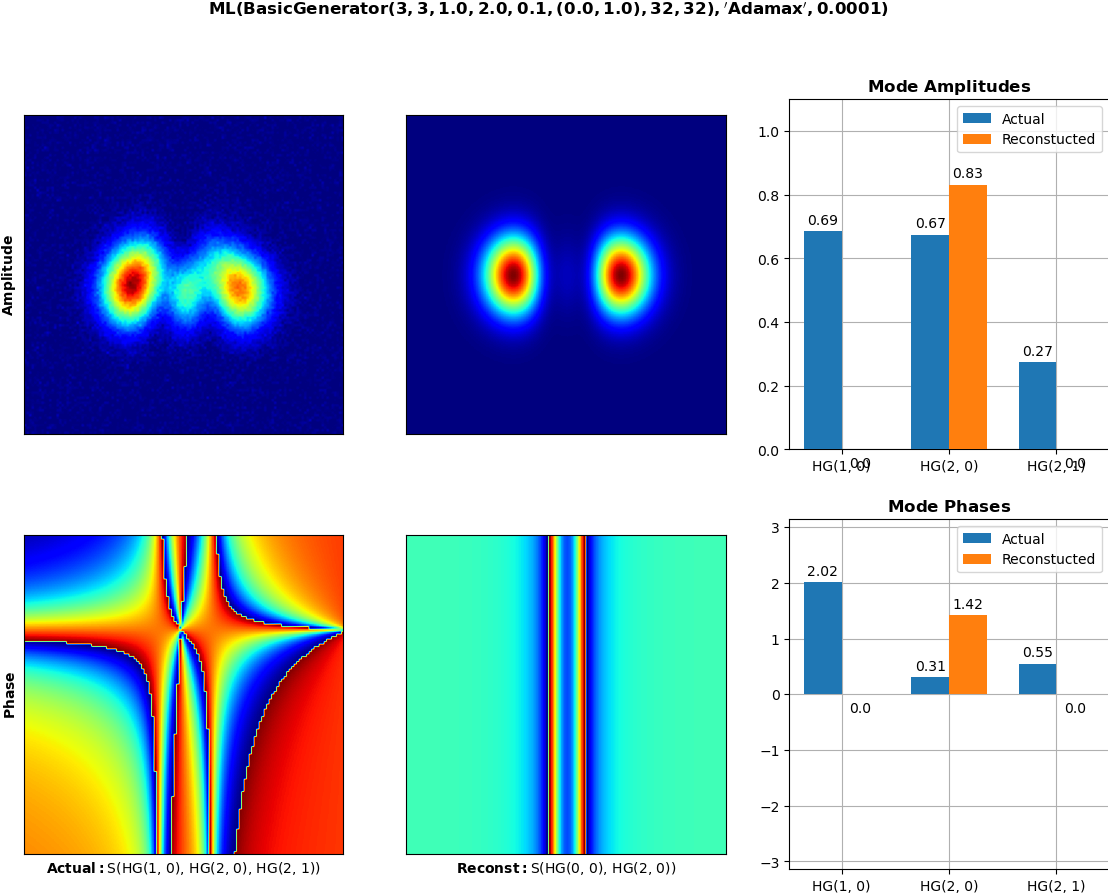 ML(BasicGenerator(3, 3, 1.0, 2.0, 0.1, (0.0, 1.0), 32, 32), ′Adamax′, 0.0001)
Amplitude
Mode Amplitudes
Actual
Reconstucted
1.0
0.8
0.6
0.4
0.2
0.0
0.69
0.0
0.67
0.83
0.27
0.0
HG(1, 0)
HG(2, 0)
HG(2, 1)
Phase
Actual: S(HG(1, 0), HG(2, 0), HG(2, 1))
Reconst: S(HG(0, 0), HG(2, 0))
Mode Phases
Actual
Reconstucted
3
2
1
0
−1
−2
−3
2.02
0.0
0.31
1.42
0.55
0.0
HG(1, 0)
HG(2, 0)
HG(2, 1)